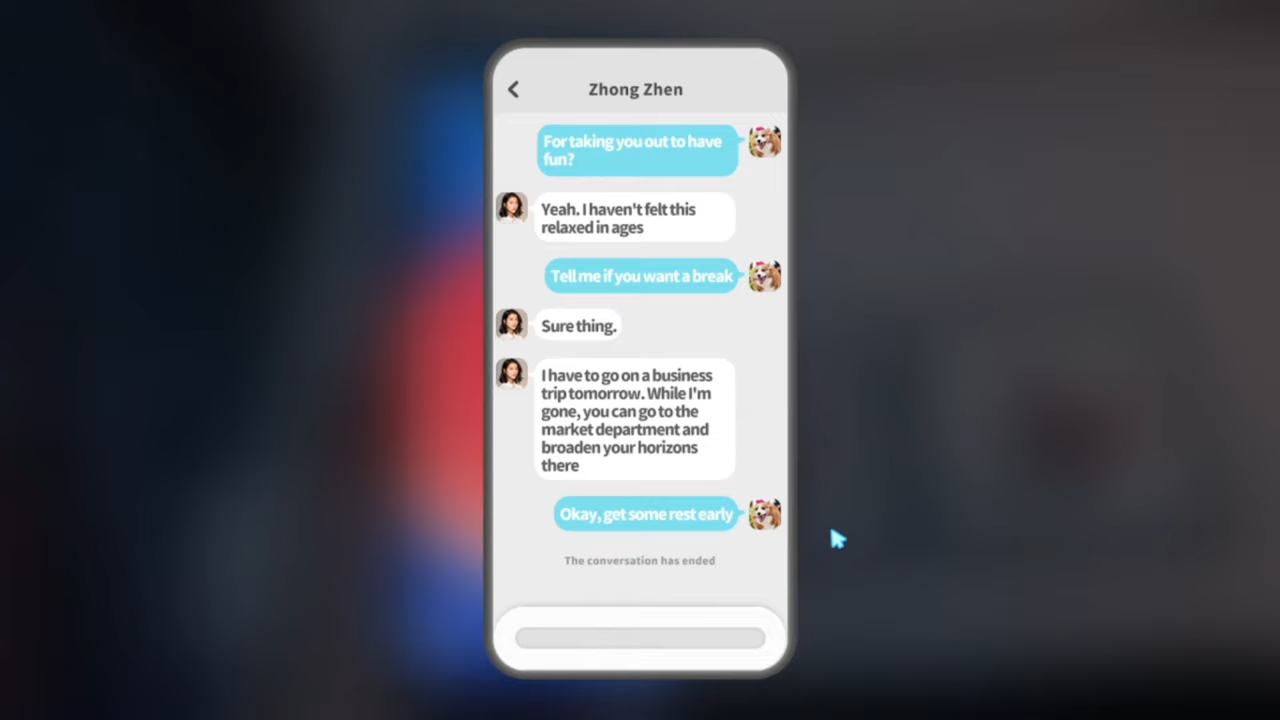 Zhong Zhen
For taking you out to have
fun?
Yeah. I haven't felt this
relaxed in ages
Tell me if you want a break
Sure thing.
I have to go on a business
trip tomorrow. While I'm
gone, you can go to the
market department and
broaden your horizons
there
Okay, get some rest early
The conversation has ended